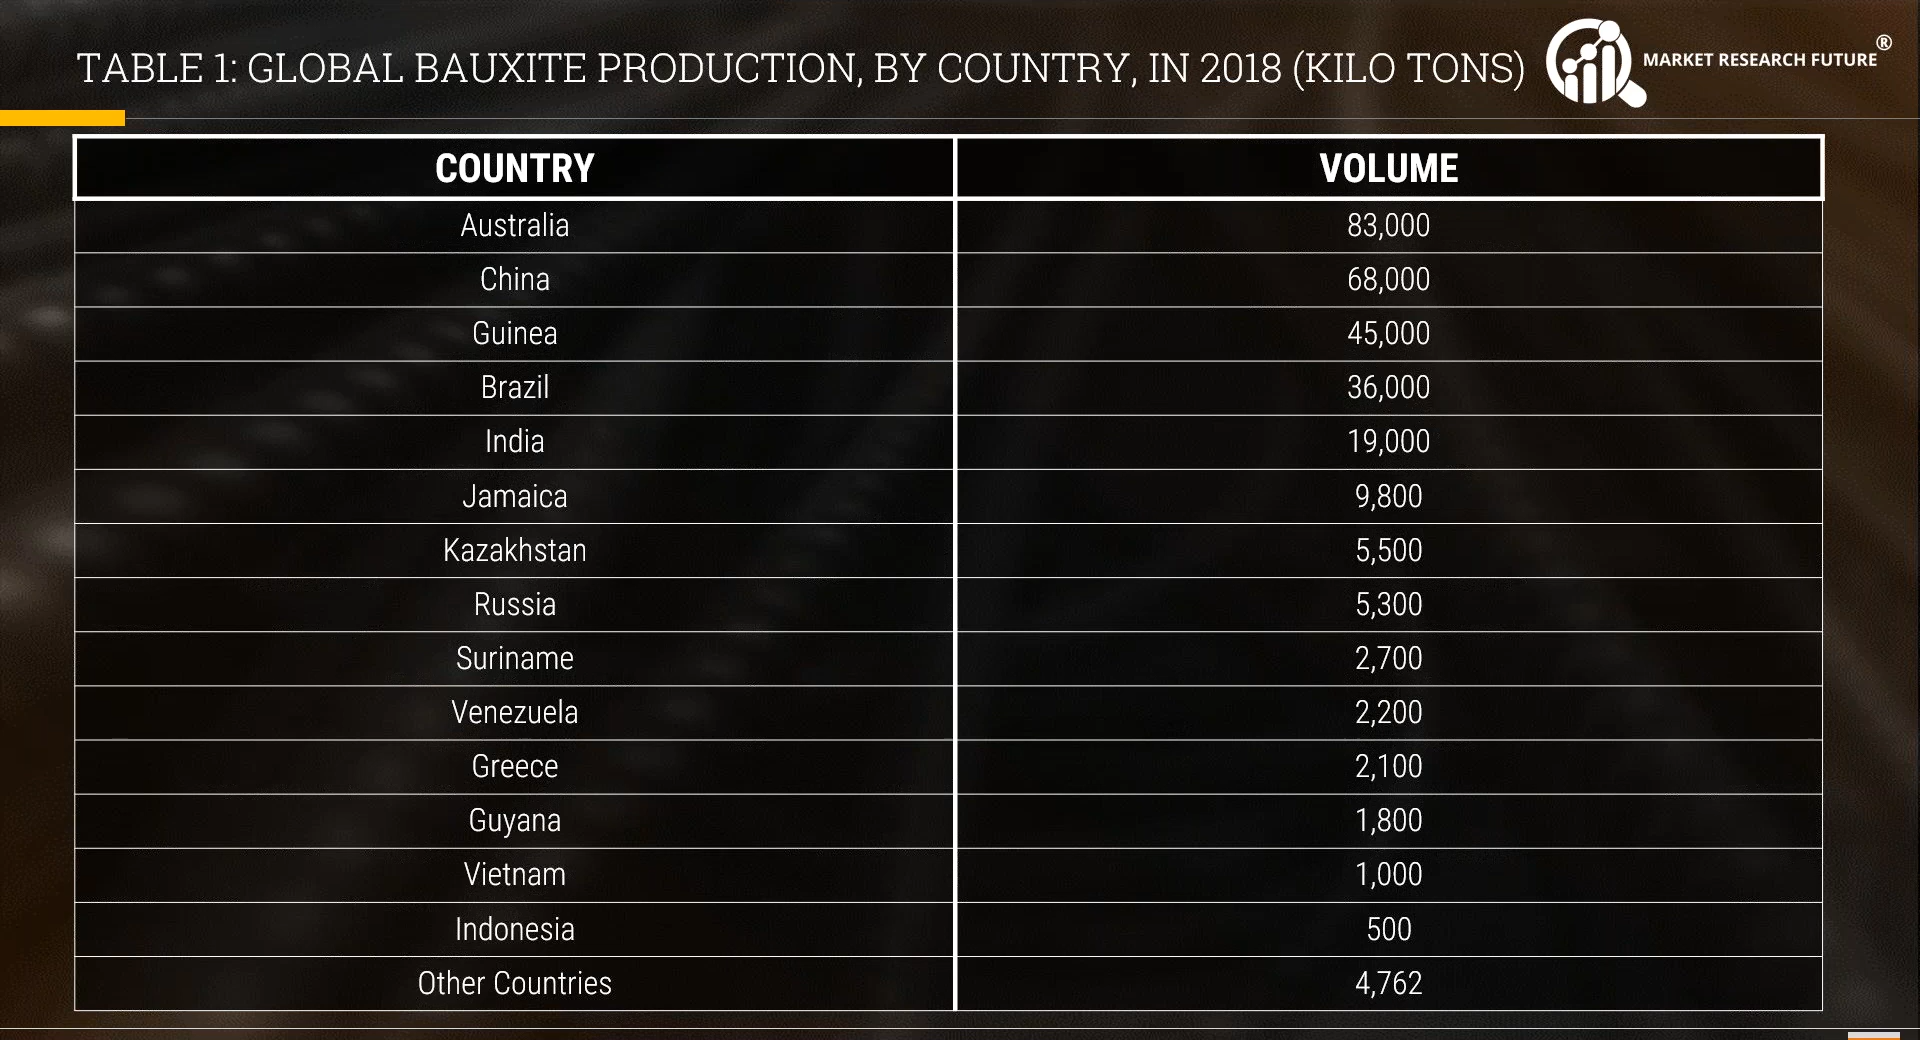 TABLE 1: GLOBAL BAUXITE PRODUCTION, BY COUNTRY, IN 2018 (KILO TONS)
MARKET RESEARCH FUTURE®
COUNTRY VOLUME
Australia 83,000
China 68,000
Guinea 45,000
Brazil 36,000
India 19,000
Jamaica 9,800
Kazakhstan 5,500
Russia 5,300
Suriname 2,700
Venezuela 2,200
Greece 2,100
Guyana 1,800
Vietnam 1,000
Indonesia 500
Other Countries 4,762